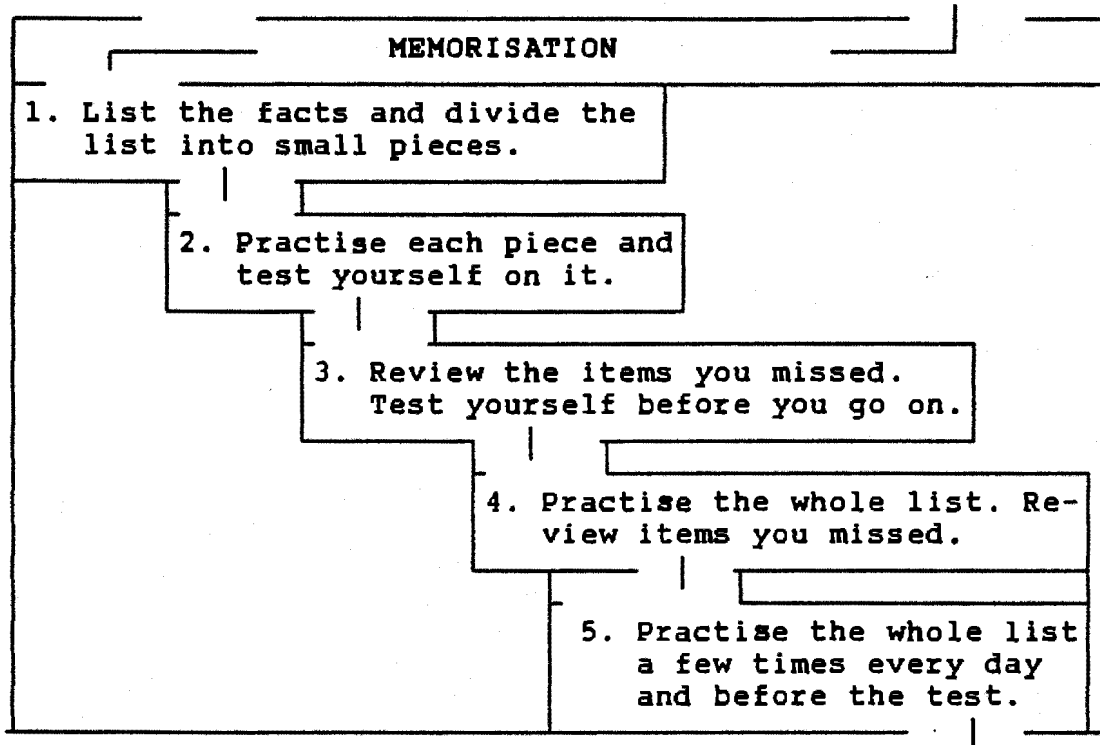 MEMORISATION
1. List the facts and divide the
list into small pieces.
2. Practise each piece and
test yourself on it.
3. Review the items you missed.
Test yourself before you go on.
4. Practise the whole list. Re-
view items you missed.
5. Practise the whole list
a few times every day
and before the test.